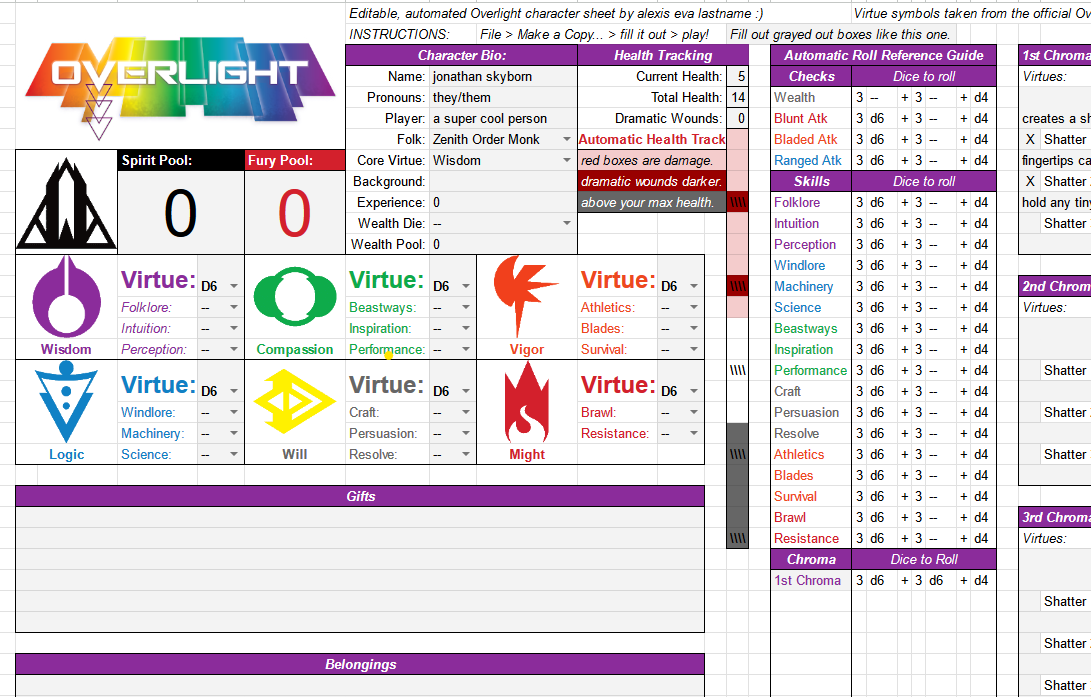 Editable, automated Overlight character sheet by alexis eva lastname :)
Virtue symbols taken from the official Ov
INSTRUCTIONS: File > Make a Copy... > fill it out > play! Fill out grayed out boxes like this one.
OVERLIGHT
Character Bio:
Name: jonathan skyborn
Pronouns: they/them
Player: a super cool person
Folk: Zenith Order Monk
Core Virtue: Wisdom
Background:
Experience: 0
Wealth Die: --
Wealth Pool: 0
Health Tracking
Current Health: 5
Total Health: 14
Dramatic Wounds: 0
Automatic Health Track
red boxes are damage.
dramatic wounds darker.
above your max health.
\\\\
\\\\
\\\\
\\\\
\\\\
Spirit Pool: Fury Pool:
0 0
Virtue: D6
Folklore: --
Intuition: --
Perception: --
Wisdom
Virtue: D6
Beastways: --
Inspiration: --
Performance: --
Compassion
Virtue: D6
Athletics: --
Blades: --
Survival: --
Vigor
Virtue: D6
Windlore: --
Machinery: --
Science: --
Logic
Virtue: D6
Craft: --
Persuasion: --
Resolve: --
Will
Virtue: D6
Brawl: --
Resistance: --
Might
Gifts
Belongings
Automatic Roll Reference Guide
Checks Dice to roll
Wealth 3 -- + 3 -- + d4
Blunt Atk 3 d6 + 3 -- + d4
Bladed Atk 3 d6 + 3 -- + d4
Ranged Atk 3 d6 + 3 -- + d4
Skills Dice to roll
Folklore 3 d6 + 3 -- + d4
Intuition 3 d6 + 3 -- + d4
Perception 3 d6 + 3 -- + d4
Windlore 3 d6 + 3 -- + d4
Machinery 3 d6 + 3 -- + d4
Science 3 d6 + 3 -- + d4
Beastways 3 d6 + 3 -- + d4
Inspiration 3 d6 + 3 -- + d4
Performance 3 d6 + 3 -- + d4
Craft 3 d6 + 3 -- + d4
Persuasion 3 d6 + 3 -- + d4
Resolve 3 d6 + 3 -- + d4
Athletics 3 d6 + 3 -- + d4
Blades 3 d6 + 3 -- + d4
Survival 3 d6 + 3 -- + d4
Brawl 3 d6 + 3 -- + d4
Resistance 3 d6 + 3 -- + d4
Chroma Dice to Roll
1st Chroma 3 d6 + 3 d6 + d4
1st Chroma
Virtues:
creates a sh
X Shatter
fingertips ca
X Shatter
hold any tiny
Shatter
2nd Chrom
Virtues:
Shatter
Shatter
Shatter
3rd Chroma
Virtues:
Shatter
Shatter
Shatter